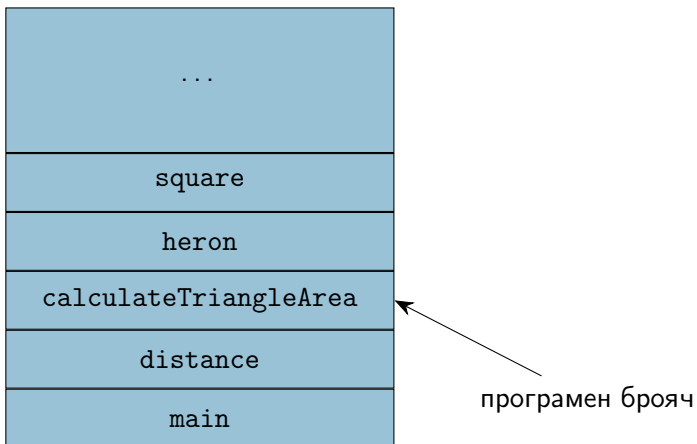 ...
square
heron
calculateTriangleArea
distance
програмен брояч
main